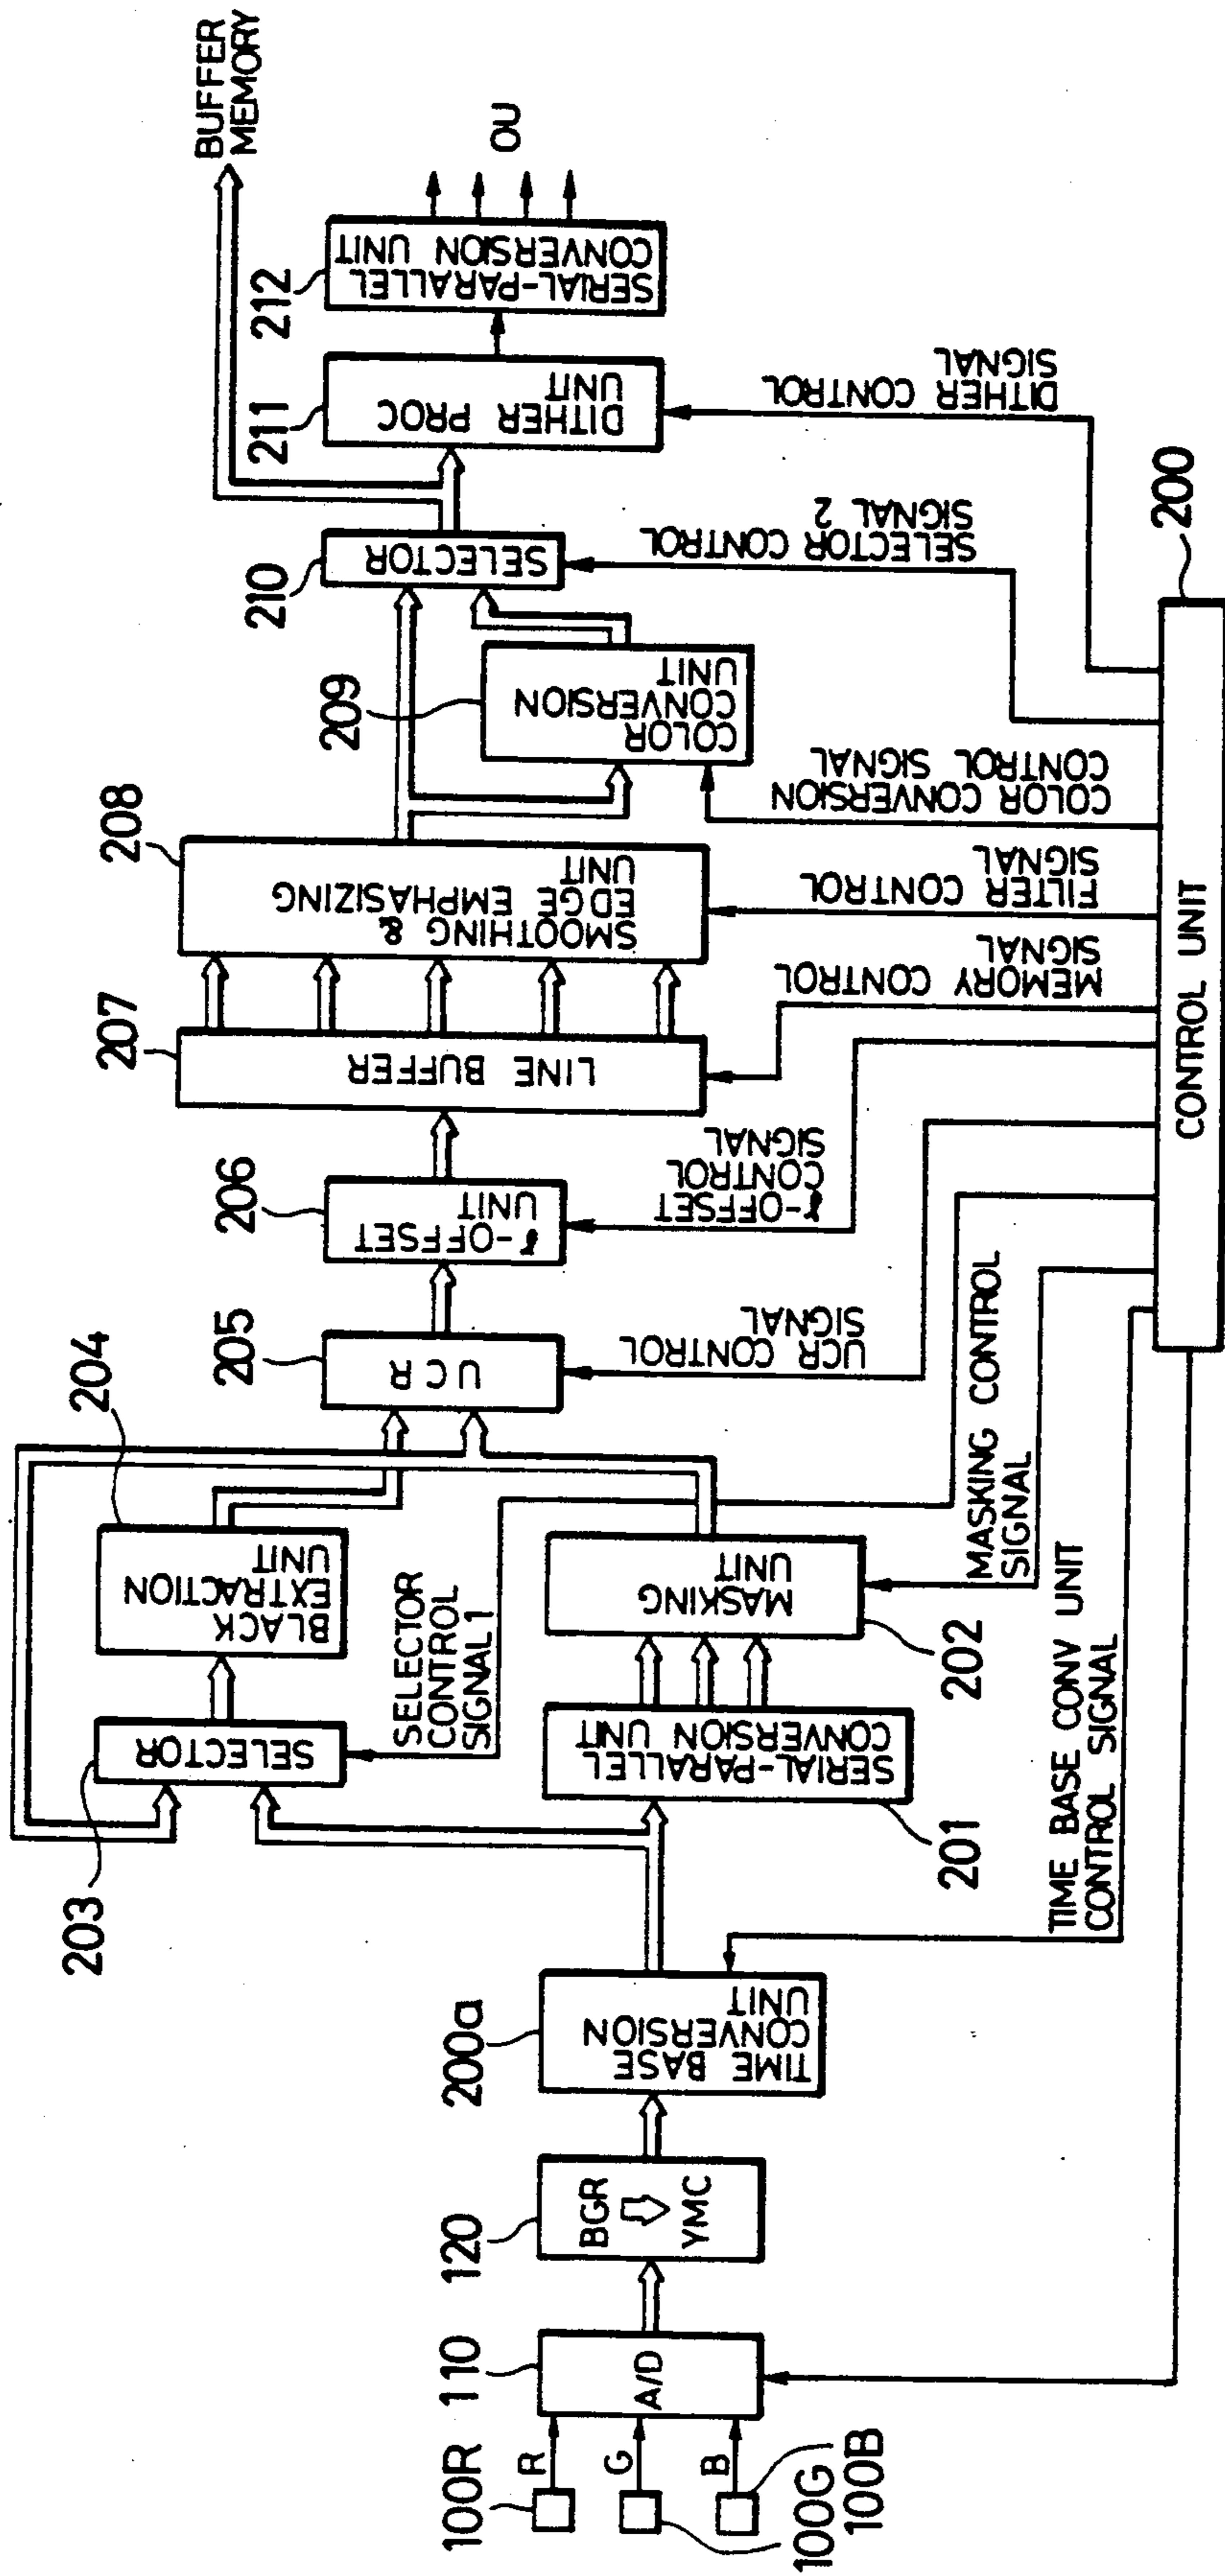 100R
100G
100B
R
G
B
110
A/D
120
BGR
YMC
200a
TIME BASE
CONVERSION
UNIT
201
SERIAL-PARALLEL
CONVERSION UNIT
202
MASKING
UNIT
203
SELECTOR
204
BLACK
EXTRACTION
UNIT
SELECTOR
CONTROL
SIGNAL 1
205
UCR
206
γ-OFFSET
UNIT
207
LINE BUFFER
208
SMOOTHING &
EDGE EMPHASIZING
UNIT
209
COLOR
CONVERSION
UNIT
210
SELECTOR
211
DITHER PROC
UNIT
212
SERIAL-PARALLEL
CONVERSION UNIT
OU
BUFFER
MEMORY
TIME BASE CONV UNIT
CONTROL SIGNAL
MASKING CONTROL
SIGNAL
UCR CONTROL
SIGNAL
γ-OFFSET
CONTROL
SIGNAL
MEMORY CONTROL
SIGNAL
FILTER CONTROL
SIGNAL
COLOR CONVERSION
CONTROL SIGNAL
SELECTOR CONTROL
SIGNAL 2
DITHER CONTROL
SIGNAL
CONTROL UNIT
200